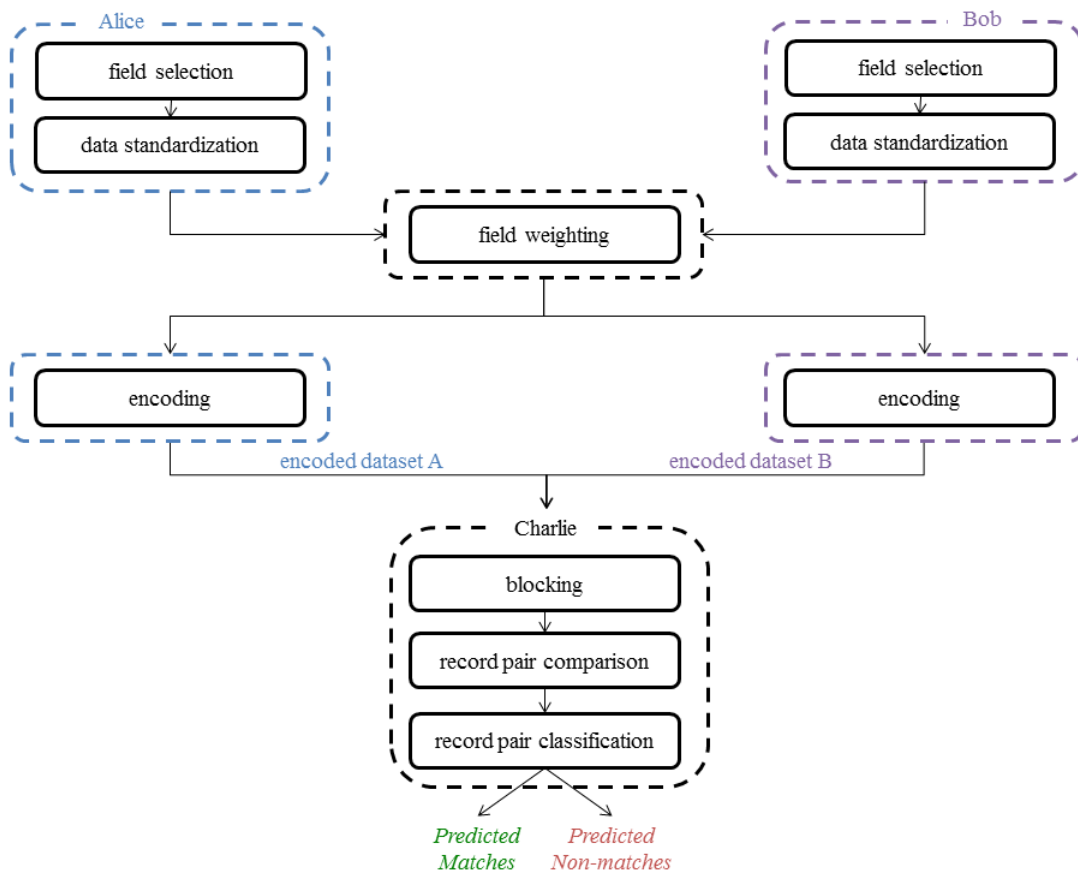 Alice
Bob
field selection
field selection
data standardization
data standardization
field weighting
encoding
encoding
encoded dataset A
encoded dataset B
Charlie
blocking
record pair comparison
record pair classification
Predicted
Matches
Predicted
Non-matches